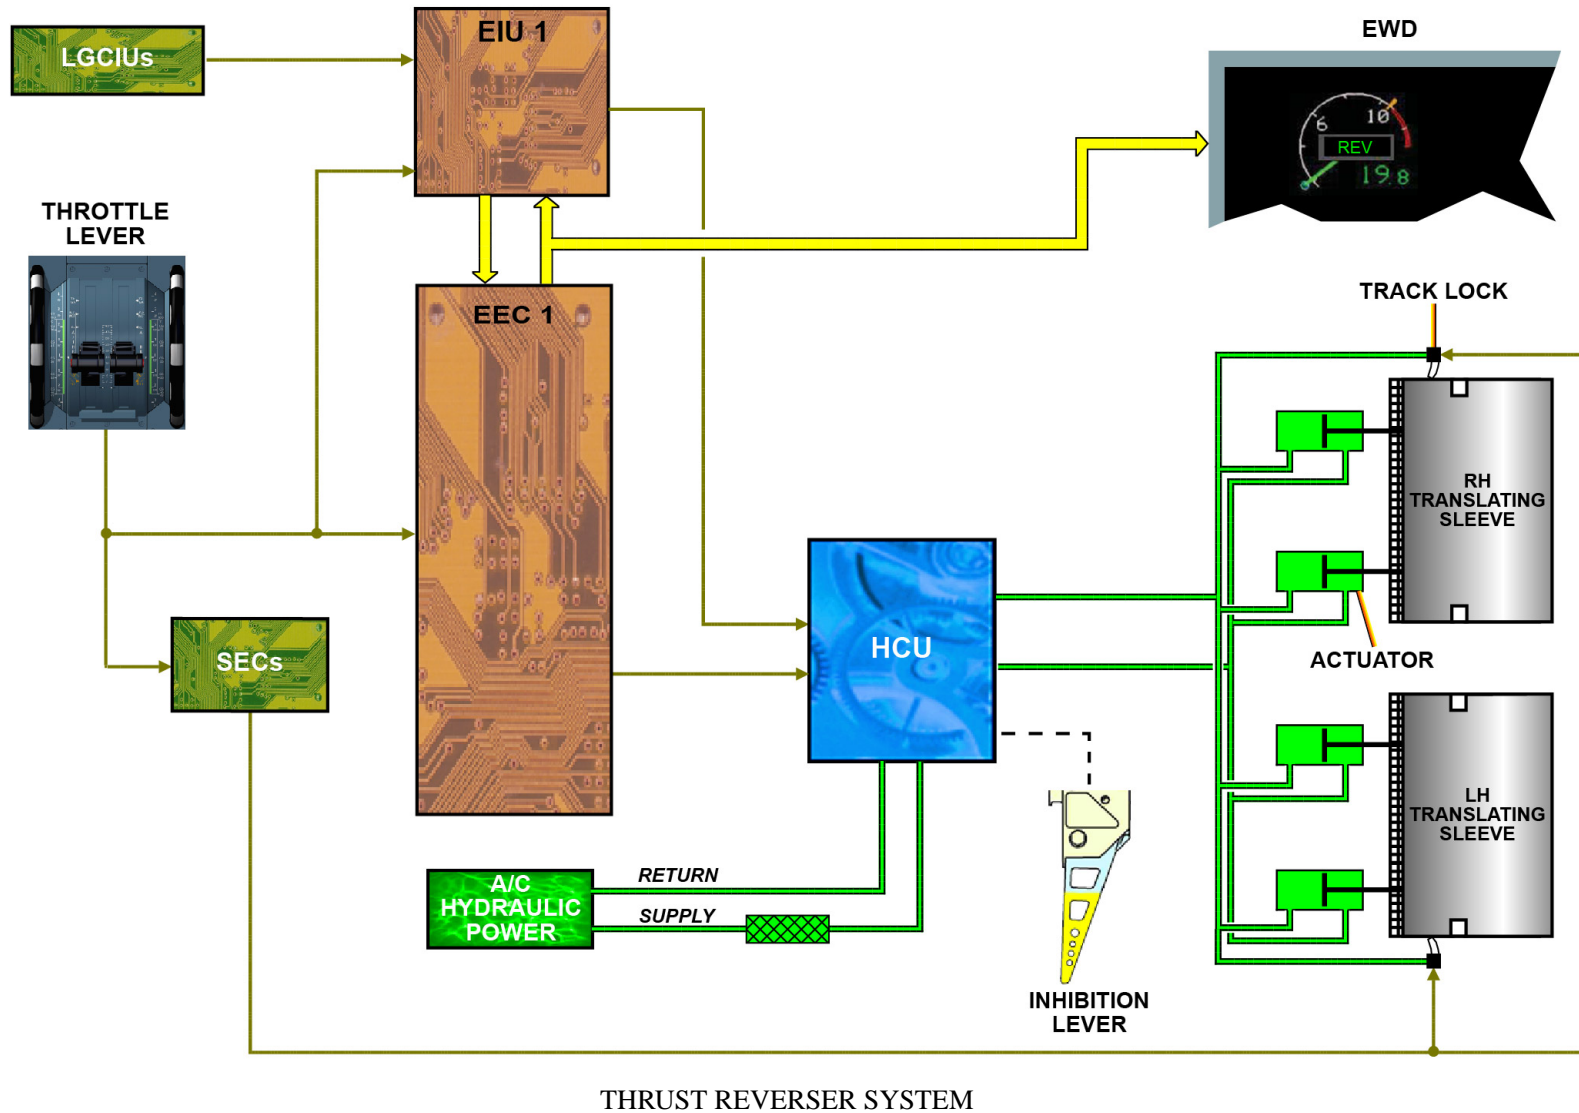 EIU 1
EWD
LGCIUs
6
10
REV
19.8
THROTTLE
LEVER
TRACK LOCK
EEC 1
RH
TRANSLATING
SLEEVE
HCU
SECs
ACTUATOR
LH
TRANSLATING
SLEEVE
A/C
HYDRAULIC
POWER
RETURN
SUPPLY
INHIBITION
LEVER
THRUST REVERSER SYSTEM